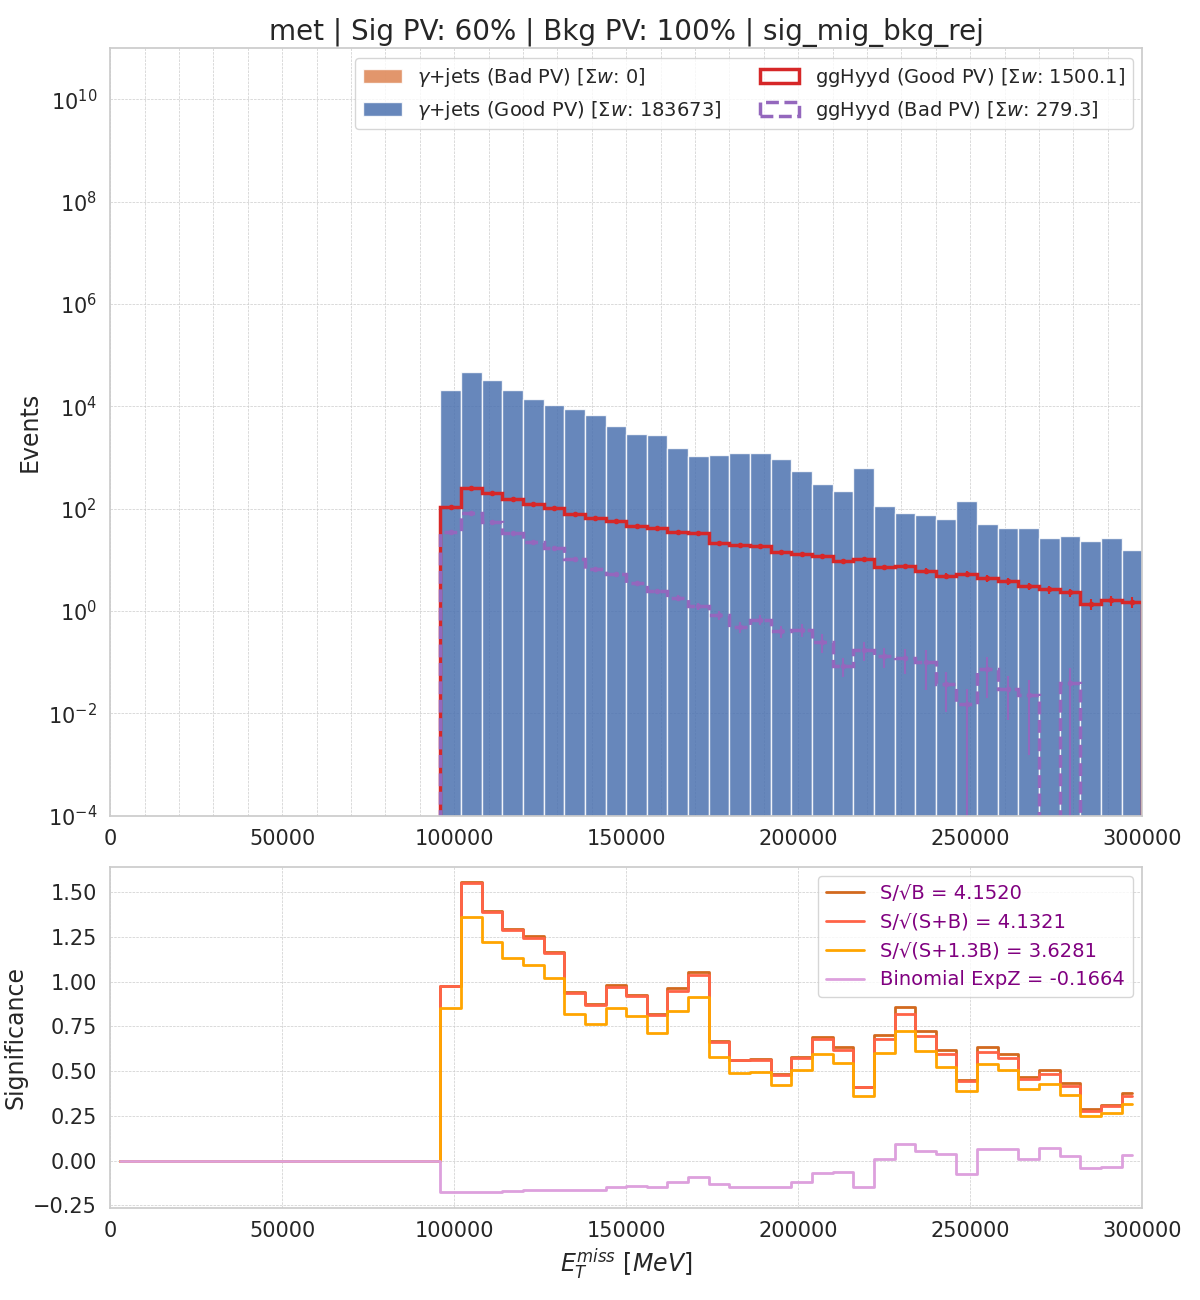 met | Sig PV: 60% | Bkg PV: 100% | sig_mig_bkg_rej
γ+jets (Bad PV) [Σw: 0]
γ+jets (Good PV) [Σw: 183673]
ggHyyd (Good PV) [Σw: 1500.1]
ggHyyd (Bad PV) [Σw: 279.3]
Events
10^10
10^8
10^6
10^4
10^2
10^0
10^−2
10^−4
0 50000 100000 150000 200000 250000 300000
S/√B = 4.1520
S/√(S+B) = 4.1321
S/√(S+1.3B) = 3.6281
Binomial ExpZ = -0.1664
Significance
1.50
1.25
1.00
0.75
0.50
0.25
0.00
−0.25
0 50000 100000 150000 200000 250000 300000
E_T^miss [MeV]